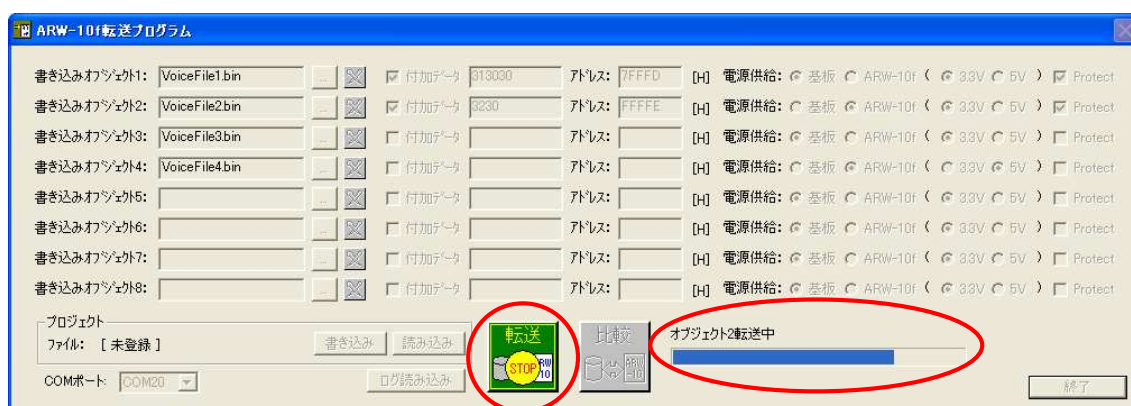 ARW-10f転送プログラム
書き込みオブジェクト1: VoiceFile1.bin ... 付加データ 313030 アドレス: 7FFFD [H] 電源供給: 基板 ARW-10f ( 3.3V 5V ) Protect
書き込みオブジェクト2: VoiceFile2.bin ... 付加データ 3230 アドレス: FFFFE [H] 電源供給: 基板 ARW-10f ( 3.3V 5V ) Protect
書き込みオブジェクト3: VoiceFile3.bin ... 付加データ アドレス: [H] 電源供給: 基板 ARW-10f ( 3.3V 5V ) Protect
書き込みオブジェクト4: VoiceFile4.bin ... 付加データ アドレス: [H] 電源供給: 基板 ARW-10f ( 3.3V 5V ) Protect
書き込みオブジェクト5: ... 付加データ アドレス: [H] 電源供給: 基板 ARW-10f ( 3.3V 5V ) Protect
書き込みオブジェクト6: ... 付加データ アドレス: [H] 電源供給: 基板 ARW-10f ( 3.3V 5V ) Protect
書き込みオブジェクト7: ... 付加データ アドレス: [H] 電源供給: 基板 ARW-10f ( 3.3V 5V ) Protect
書き込みオブジェクト8: ... 付加データ アドレス: [H] 電源供給: 基板 ARW-10f ( 3.3V 5V ) Protect
プロジェクト
ファイル: [ 未登録 ] 書き込み 読み込み
転送
STOP
ARW
-10
比較
ARW
-10
オブジェクト2転送中
COMポート: COM20 ログ読み込み
終了